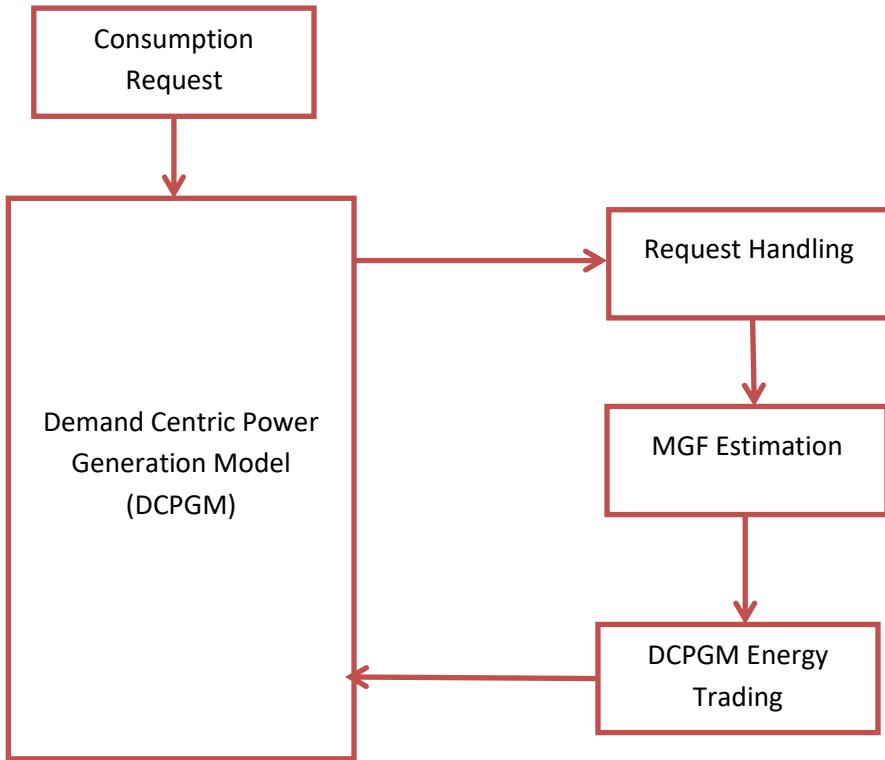 Consumption
Request
Request Handling
Demand Centric Power
Generation Model
(DCPGM)
MGF Estimation
DCPGM Energy
Trading